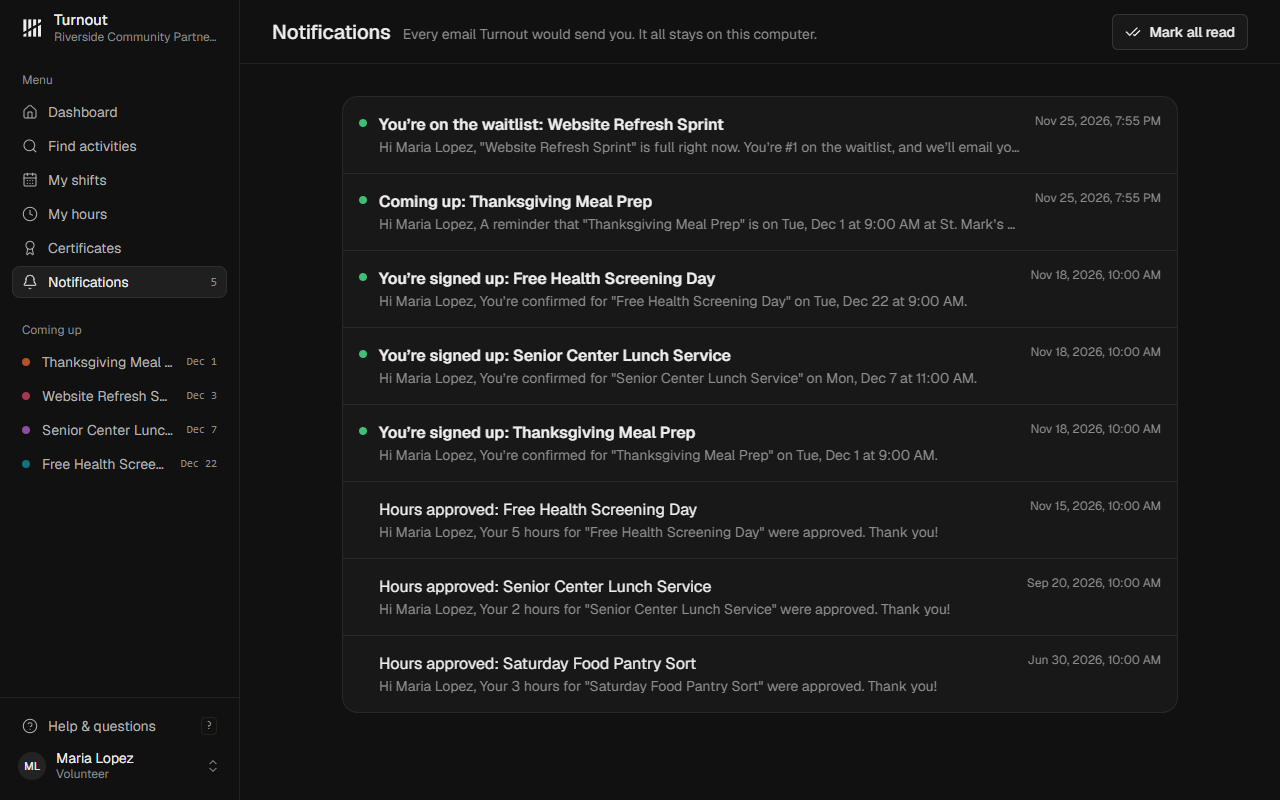 Turnout
Riverside Community Partne…
Menu
Dashboard
Find activities
My shifts
My hours
Certificates
Notifications 5
Coming up
Thanksgiving Meal … Dec 1
Website Refresh S… Dec 3
Senior Center Lunc… Dec 7
Free Health Scree… Dec 22
Help & questions ?
ML
Maria Lopez
Volunteer
Notifications Every email Turnout would send you. It all stays on this computer.
Mark all read
You’re on the waitlist: Website Refresh Sprint Nov 25, 2026, 7:55 PM
Hi Maria Lopez, "Website Refresh Sprint" is full right now. You’re #1 on the waitlist, and we’ll email yo…
Coming up: Thanksgiving Meal Prep Nov 25, 2026, 7:55 PM
Hi Maria Lopez, A reminder that "Thanksgiving Meal Prep" is on Tue, Dec 1 at 9:00 AM at St. Mark's …
You’re signed up: Free Health Screening Day Nov 18, 2026, 10:00 AM
Hi Maria Lopez, You’re confirmed for "Free Health Screening Day" on Tue, Dec 22 at 9:00 AM.
You’re signed up: Senior Center Lunch Service Nov 18, 2026, 10:00 AM
Hi Maria Lopez, You’re confirmed for "Senior Center Lunch Service" on Mon, Dec 7 at 11:00 AM.
You’re signed up: Thanksgiving Meal Prep Nov 18, 2026, 10:00 AM
Hi Maria Lopez, You’re confirmed for "Thanksgiving Meal Prep" on Tue, Dec 1 at 9:00 AM.
Hours approved: Free Health Screening Day Nov 15, 2026, 10:00 AM
Hi Maria Lopez, Your 5 hours for "Free Health Screening Day" were approved. Thank you!
Hours approved: Senior Center Lunch Service Sep 20, 2026, 10:00 AM
Hi Maria Lopez, Your 2 hours for "Senior Center Lunch Service" were approved. Thank you!
Hours approved: Saturday Food Pantry Sort Jun 30, 2026, 10:00 AM
Hi Maria Lopez, Your 3 hours for "Saturday Food Pantry Sort" were approved. Thank you!